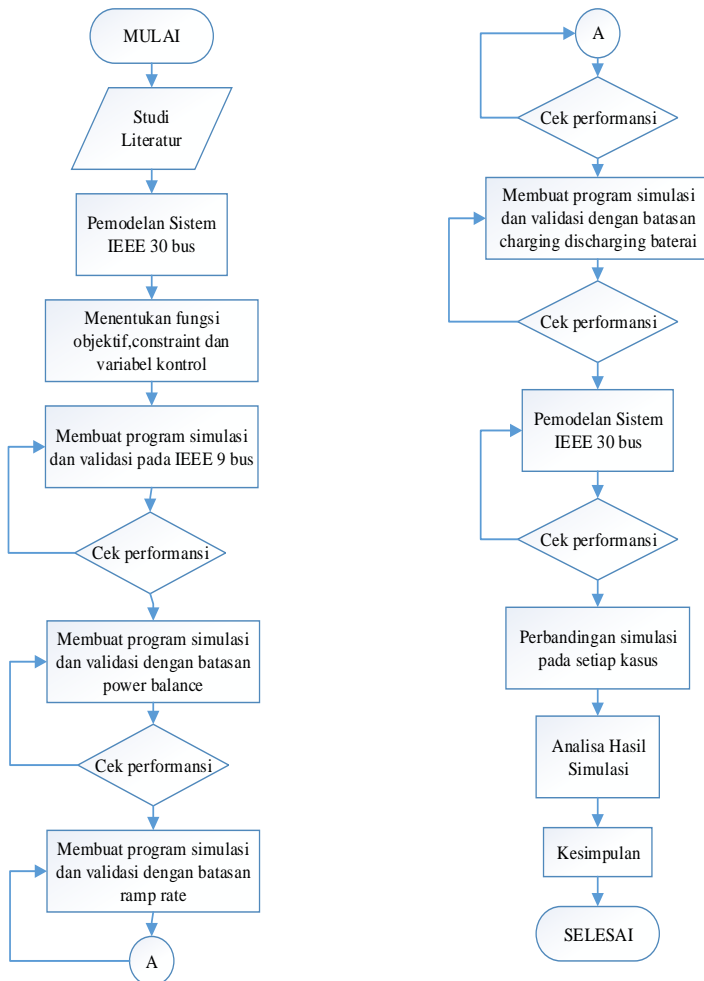 MULAI
Studi
Literatur
Pemodelan Sistem
IEEE 30 bus
Menentukan fungsi
objektif,constraint dan
variabel kontrol
Membuat program simulasi
dan validasi pada IEEE 9 bus
Cek performansi
Membuat program simulasi
dan validasi dengan batasan
power balance
Cek performansi
Membuat program simulasi
dan validasi dengan batasan
ramp rate
A
A
Cek performansi
Membuat program simulasi
dan validasi dengan batasan
charging discharging baterai
Cek performansi
Pemodelan Sistem
IEEE 30 bus
Cek performansi
Perbandingan simulasi
pada setiap kasus
Analisa Hasil
Simulasi
Kesimpulan
SELESAI